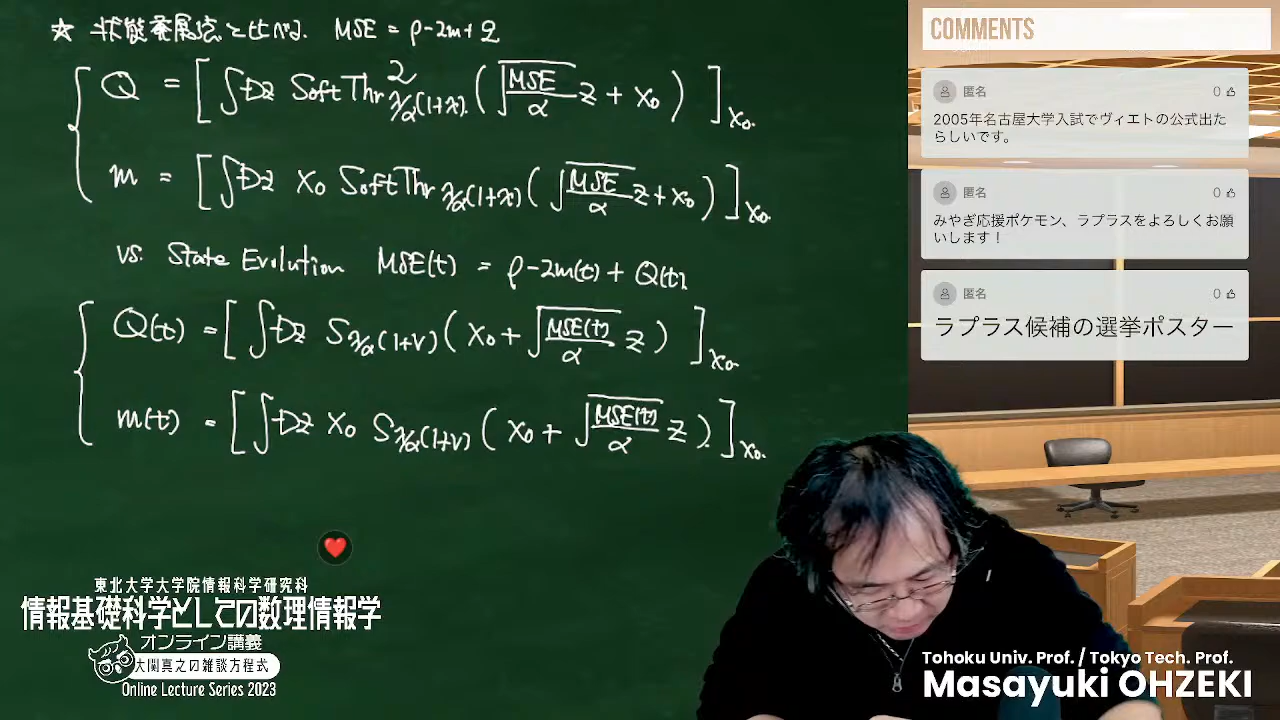 ☆ 状態発展法と比べる. MSE = ρ-2m+Q
Q = [ ∫Dz SoftThr²_{λ/α(1+χ)} ( √(MSE/α) z + x₀ ) ]_{x₀}.
m = [ ∫Dz x₀ SoftThr_{λ/α(1+χ)} ( √(MSE/α) z + x₀ ) ]_{x₀}.
vs. State Evolution MSE(t) = ρ-2m(t) + Q(t).
Q(t) = [ ∫Dz S_{λ/α(1+V)} ( x₀ + √(MSE(t)/α) z ) ]_{x₀}
m(t) = [ ∫Dz x₀ S_{λ/α(1+V)} ( x₀ + √(MSE(t)/α) z ) ]_{x₀}.
東北大学大学院情報科学研究科
情報基礎科学としての数理情報学
オンライン講義
大関真之の雑談方程式
Online Lecture Series 2023
COMMENTS
匿名 0
2005年名古屋大学入試でヴィエトの公式出た
らしいです。
匿名 0
みやぎ応援ポケモン、ラプラスをよろしくお願
いします！
匿名 0
ラプラス候補の選挙ポスター
Tohoku Univ. Prof. / Tokyo Tech. Prof.
Masayuki OHZEKI